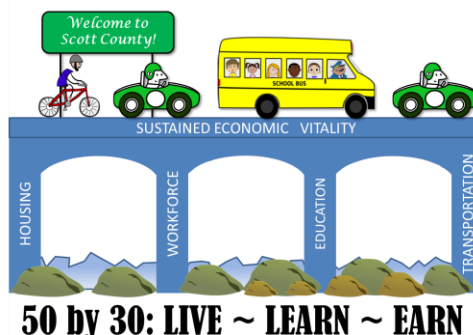 Welcome to
Scott County!
SCHOOL BUS
SUSTAINED ECONOMIC VITALITY
HOUSING
WORKFORCE
EDUCATION
TRANSPORTATION
50 by 30: LIVE ~ LEARN ~ EARN